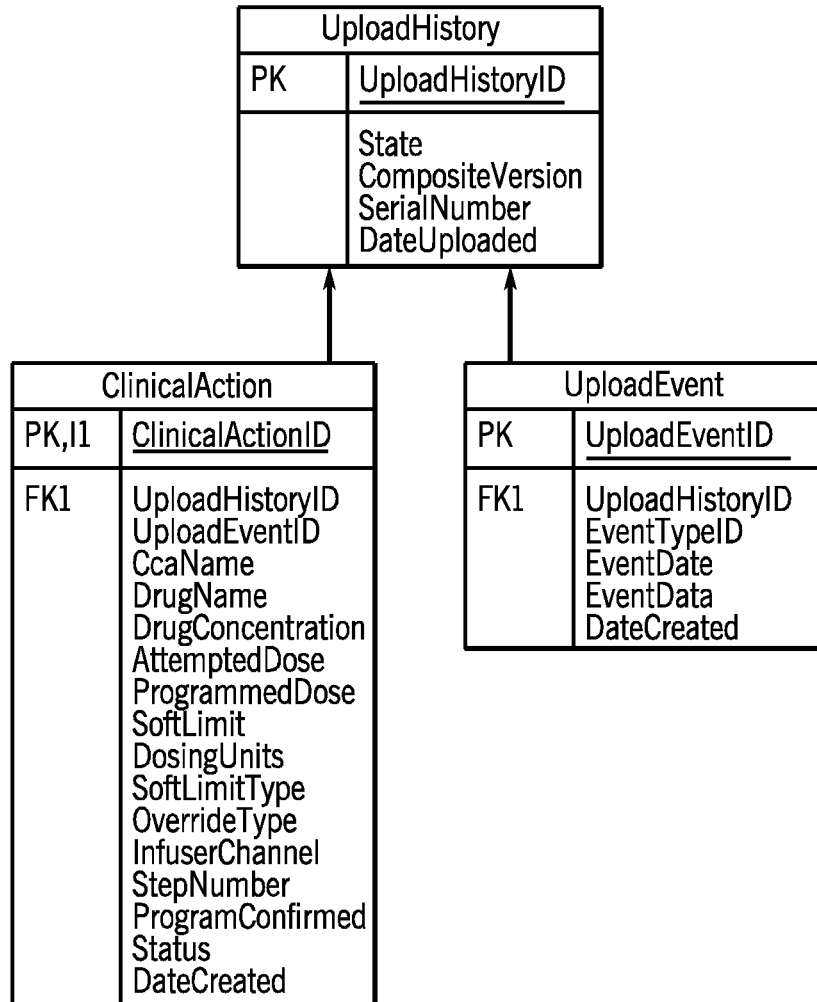 UploadHistory
PK UploadHistoryID
State
CompositeVersion
SerialNumber
DateUploaded
ClinicalAction
PK,I1 ClinicalActionID
FK1 UploadHistoryID
UploadEventID
CcaName
DrugName
DrugConcentration
AttemptedDose
ProgrammedDose
SoftLimit
DosingUnits
SoftLimitType
OverrideType
InfuserChannel
StepNumber
ProgramConfirmed
Status
DateCreated
UploadEvent
PK UploadEventID
FK1 UploadHistoryID
EventTypeID
EventDate
EventData
DateCreated